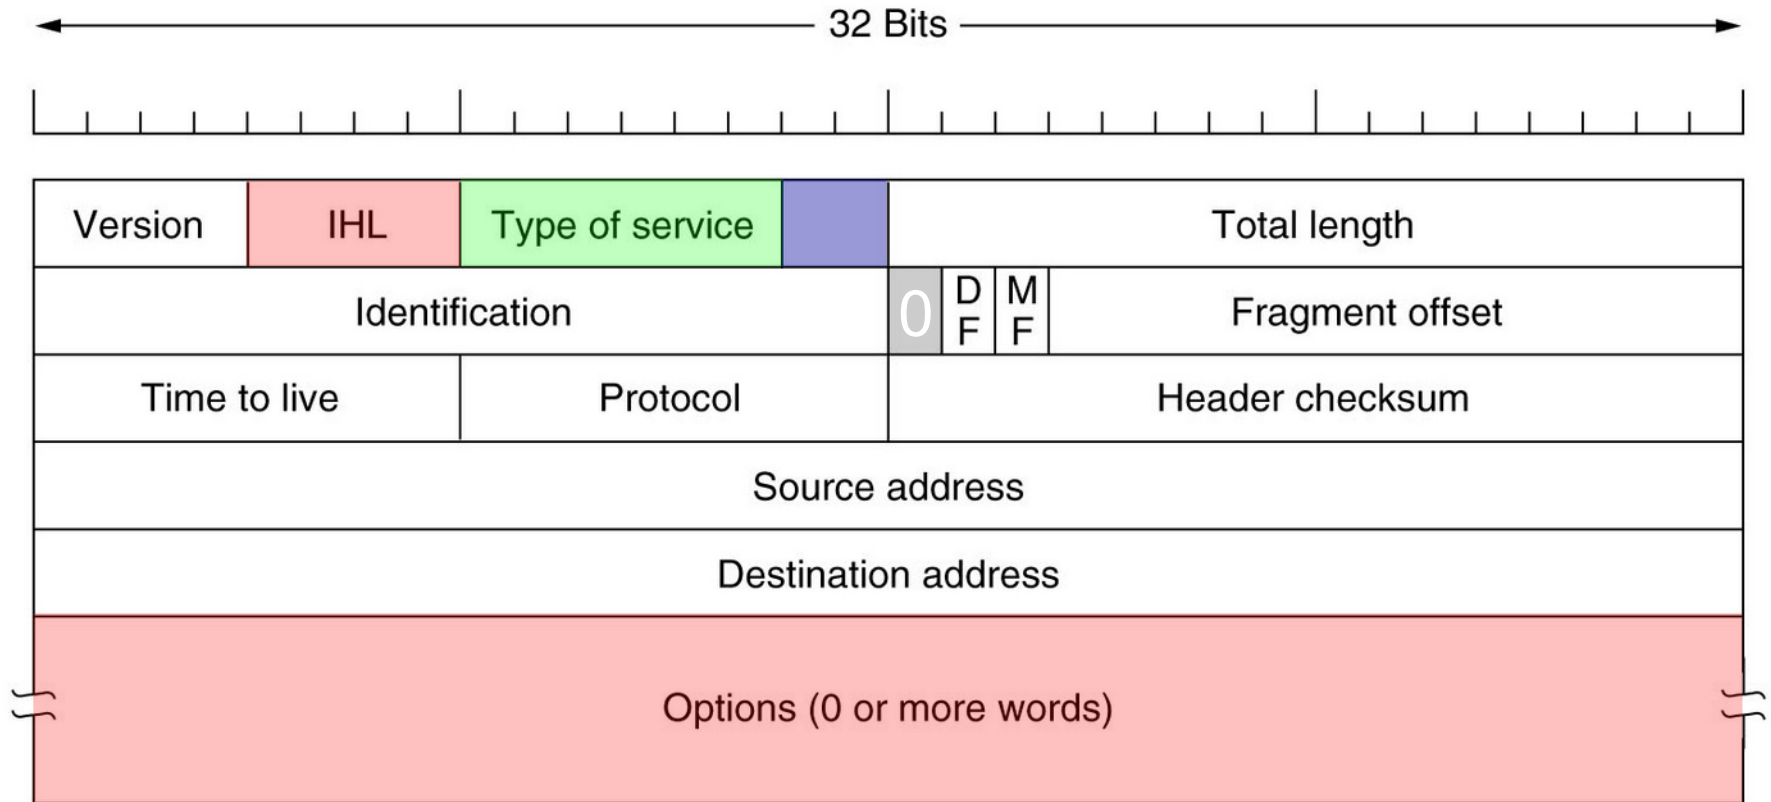 32 Bits
Version IHL Type of service Total length
Identification 0 D F M F Fragment offset
Time to live Protocol Header checksum
Source address
Destination address
Options (0 or more words)